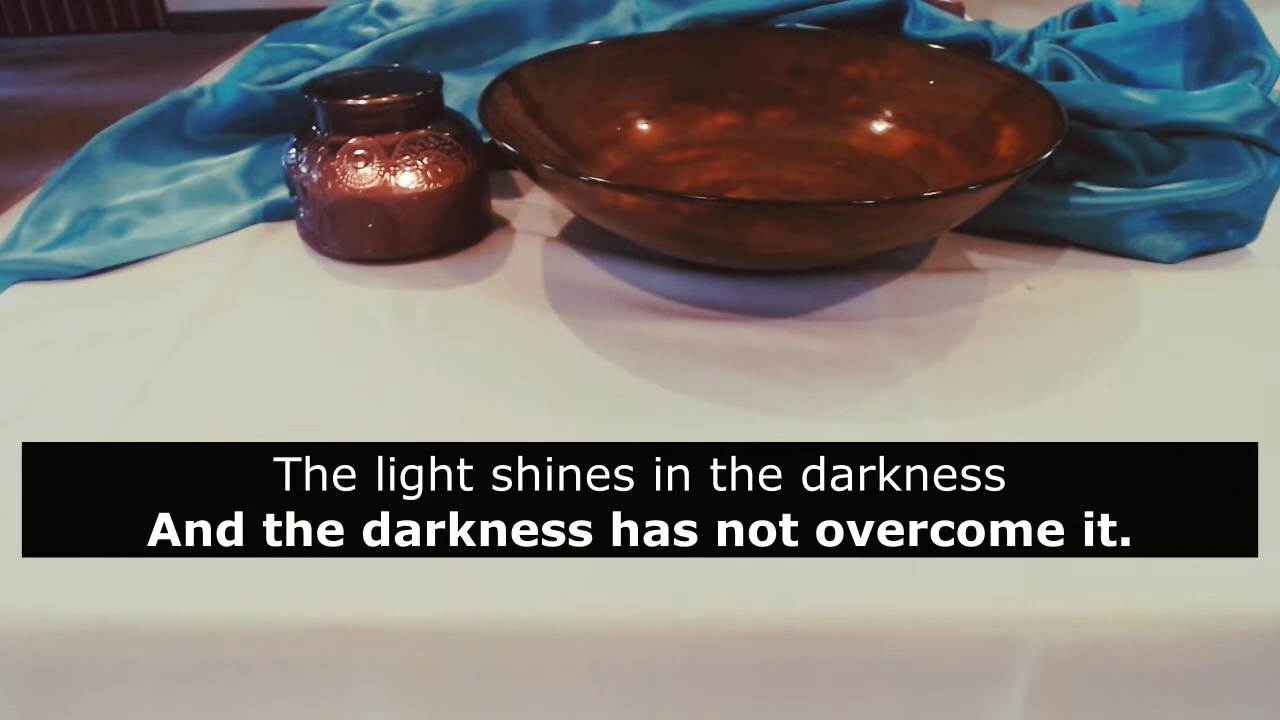 The light shines in the darkness
And the darkness has not overcome it.